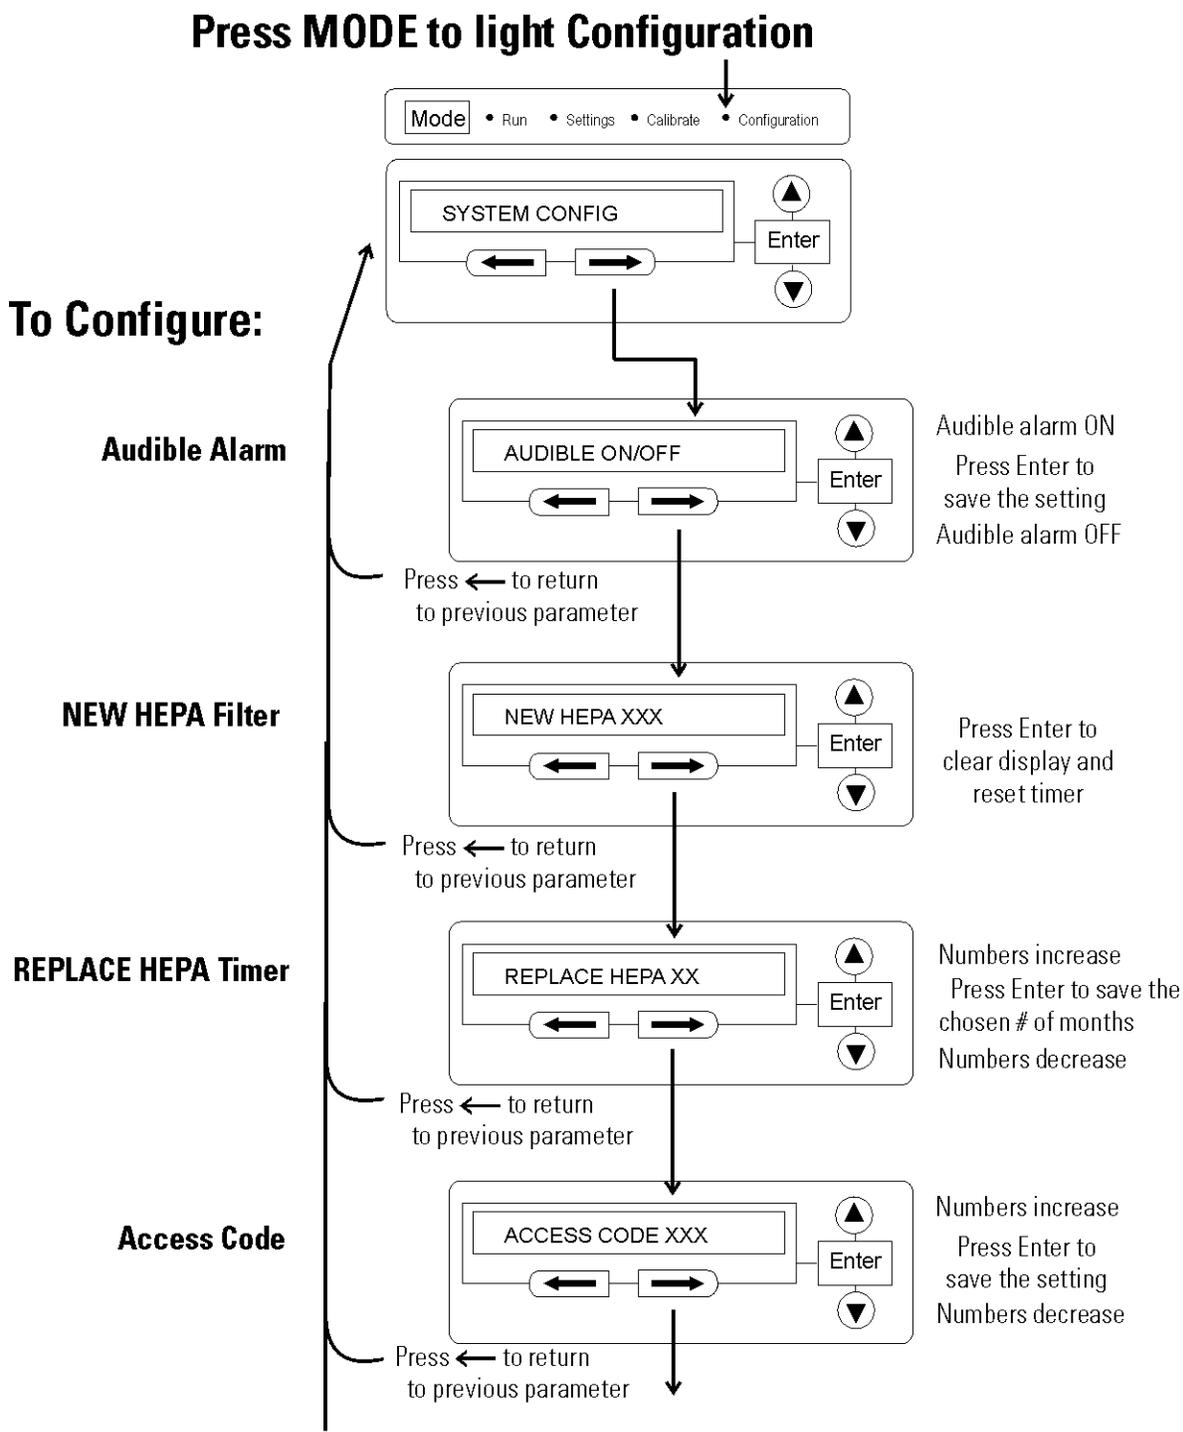 Press MODE to light Configuration
Mode • Run • Settings • Calibrate • Configuration
SYSTEM CONFIG
Enter
To Configure:
Audible Alarm
AUDIBLE ON/OFF
Enter
Audible alarm ON
Press Enter to
save the setting
Audible alarm OFF
Press ← to return
to previous parameter
NEW HEPA Filter
NEW HEPA XXX
Enter
Press Enter to
clear display and
reset timer
Press ← to return
to previous parameter
REPLACE HEPA Timer
REPLACE HEPA XX
Enter
Numbers increase
Press Enter to save the
chosen # of months
Numbers decrease
Press ← to return
to previous parameter
Access Code
ACCESS CODE XXX
Enter
Numbers increase
Press Enter to
save the setting
Numbers decrease
Press ← to return
to previous parameter